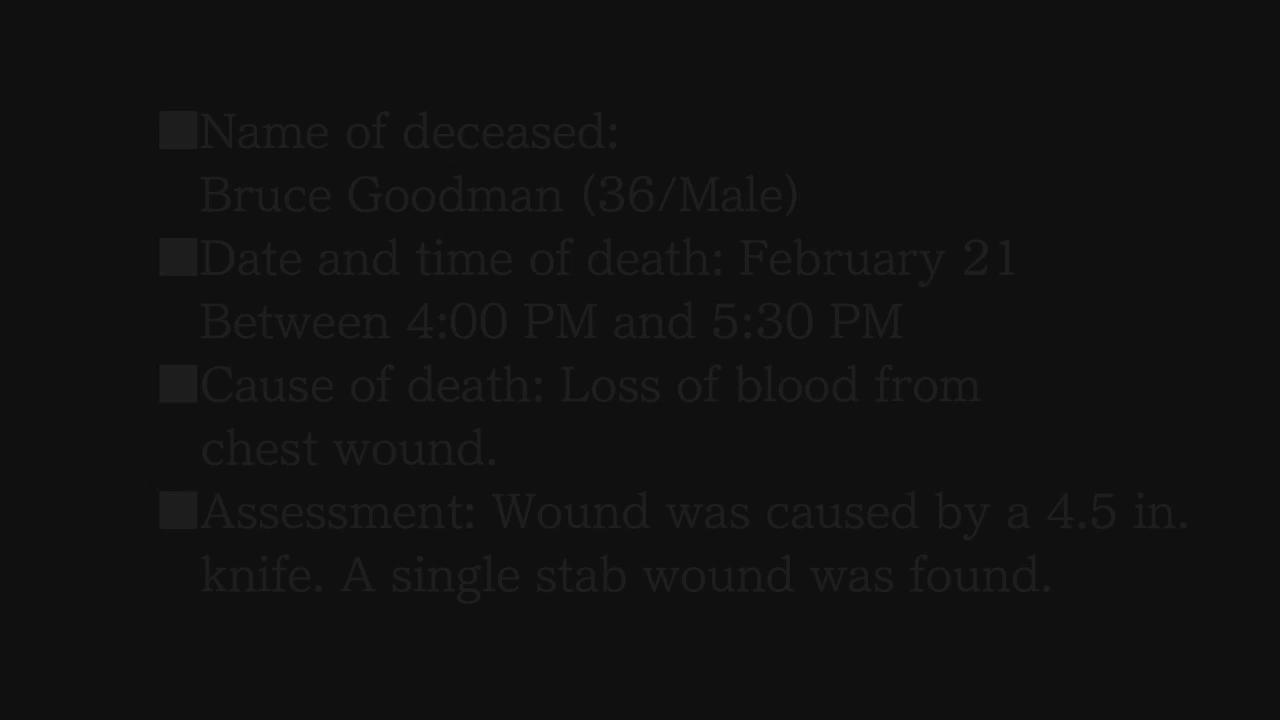 ■Name of deceased:
Bruce Goodman (36/Male)
■Date and time of death: February 21
Between 4:00 PM and 5:30 PM
■Cause of death: Loss of blood from
chest wound.
■Assessment: Wound was caused by a 4.5 in.
knife. A single stab wound was found.